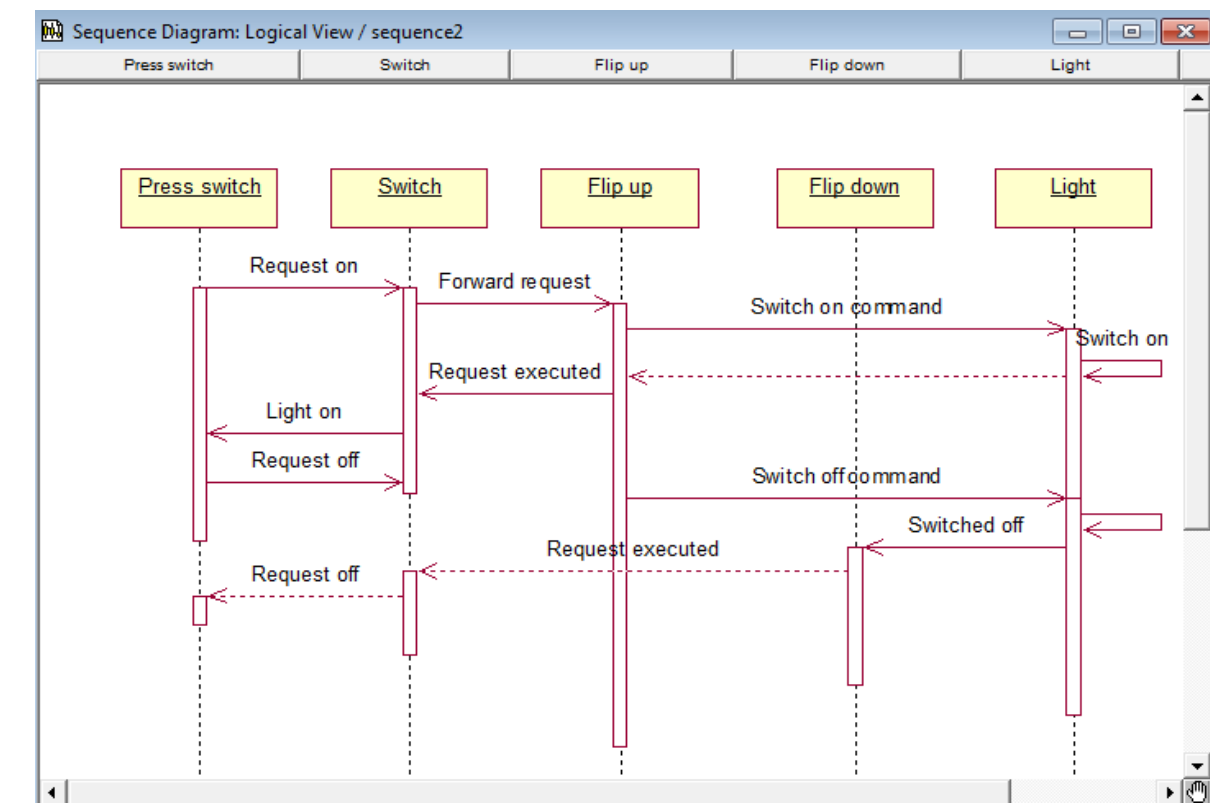 Sequence Diagram: Logical View / sequence2
Press switch
Switch
Flip up
Flip down
Light
Press switch
Switch
Flip up
Flip down
Light
Request on
Forward request
Switch on command
Switch on
Request executed
Light on
Request off
Switch off command
Switched off
Request executed
Request off